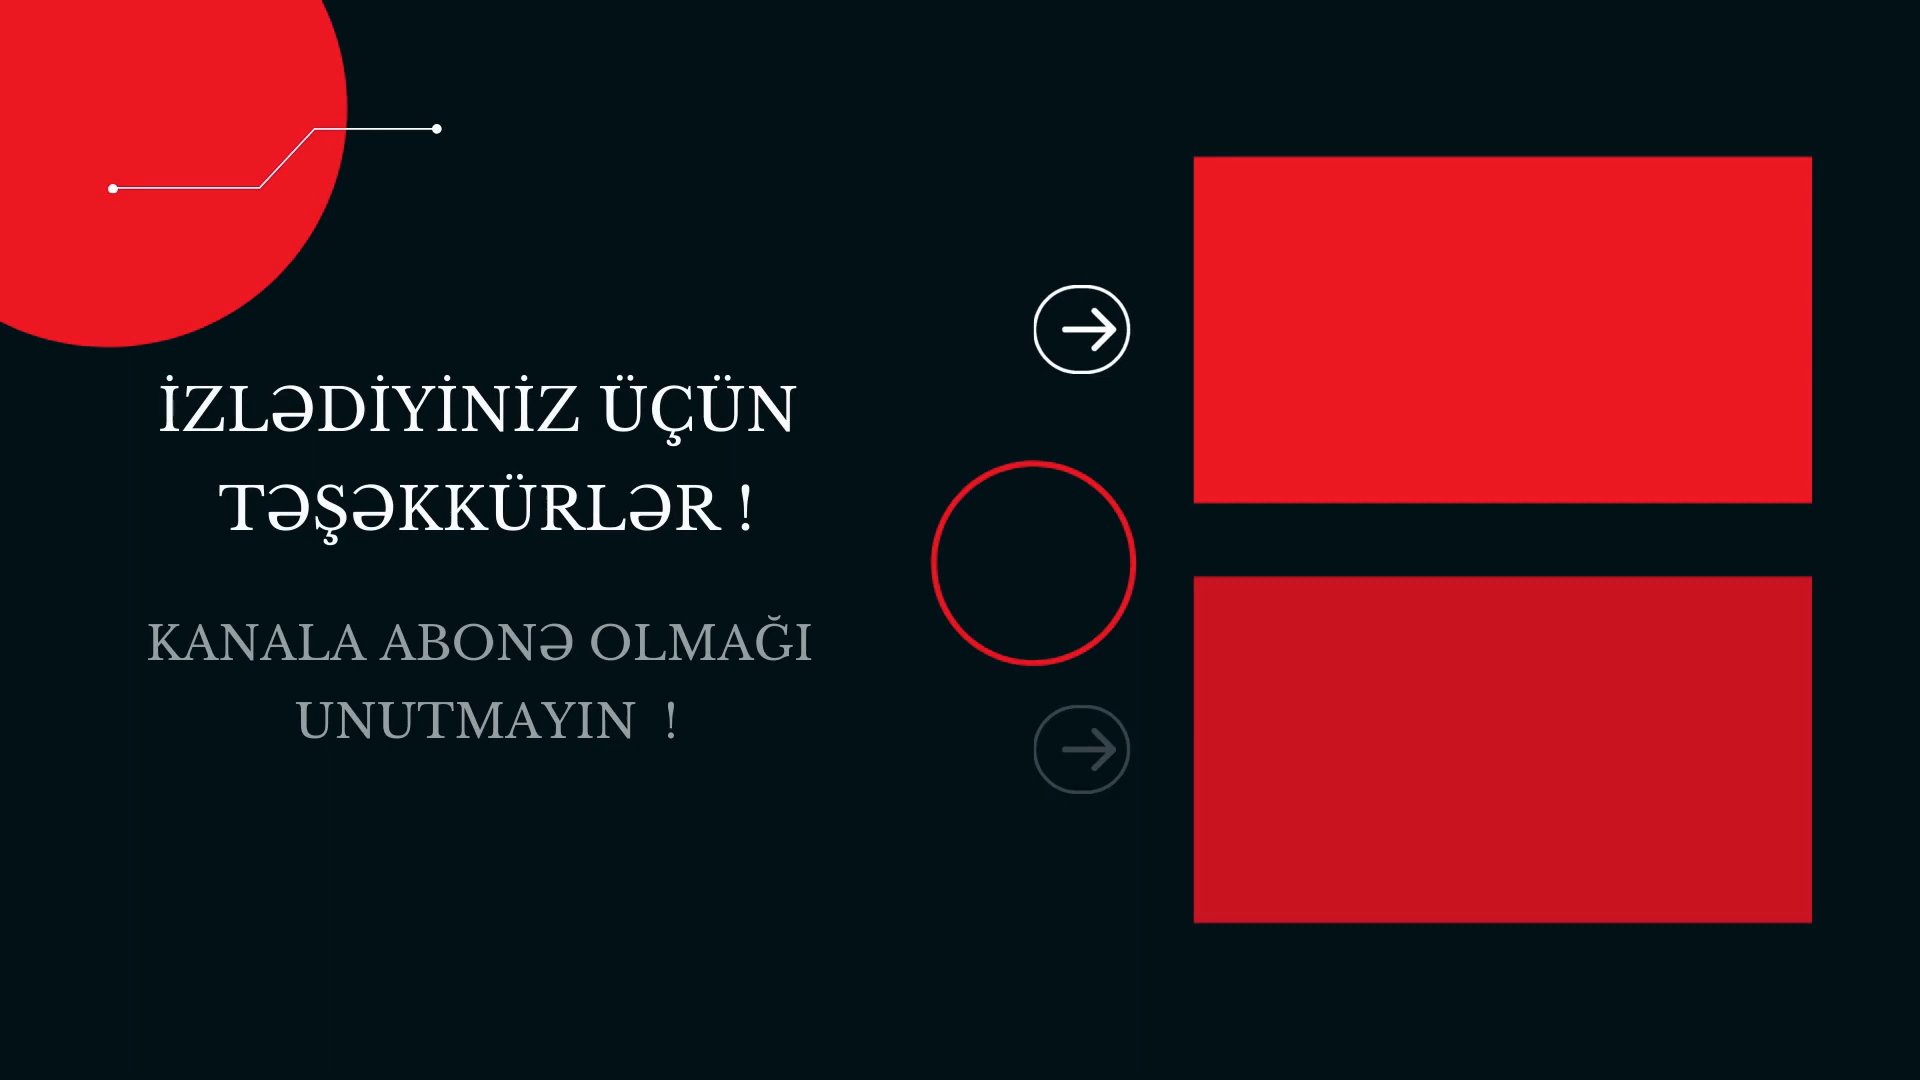 İZLƏDİYİNİZ ÜÇÜN
TƏŞƏKKÜRLƏR !
KANALA ABONƏ OLMAĞI
UNUTMAYIN !